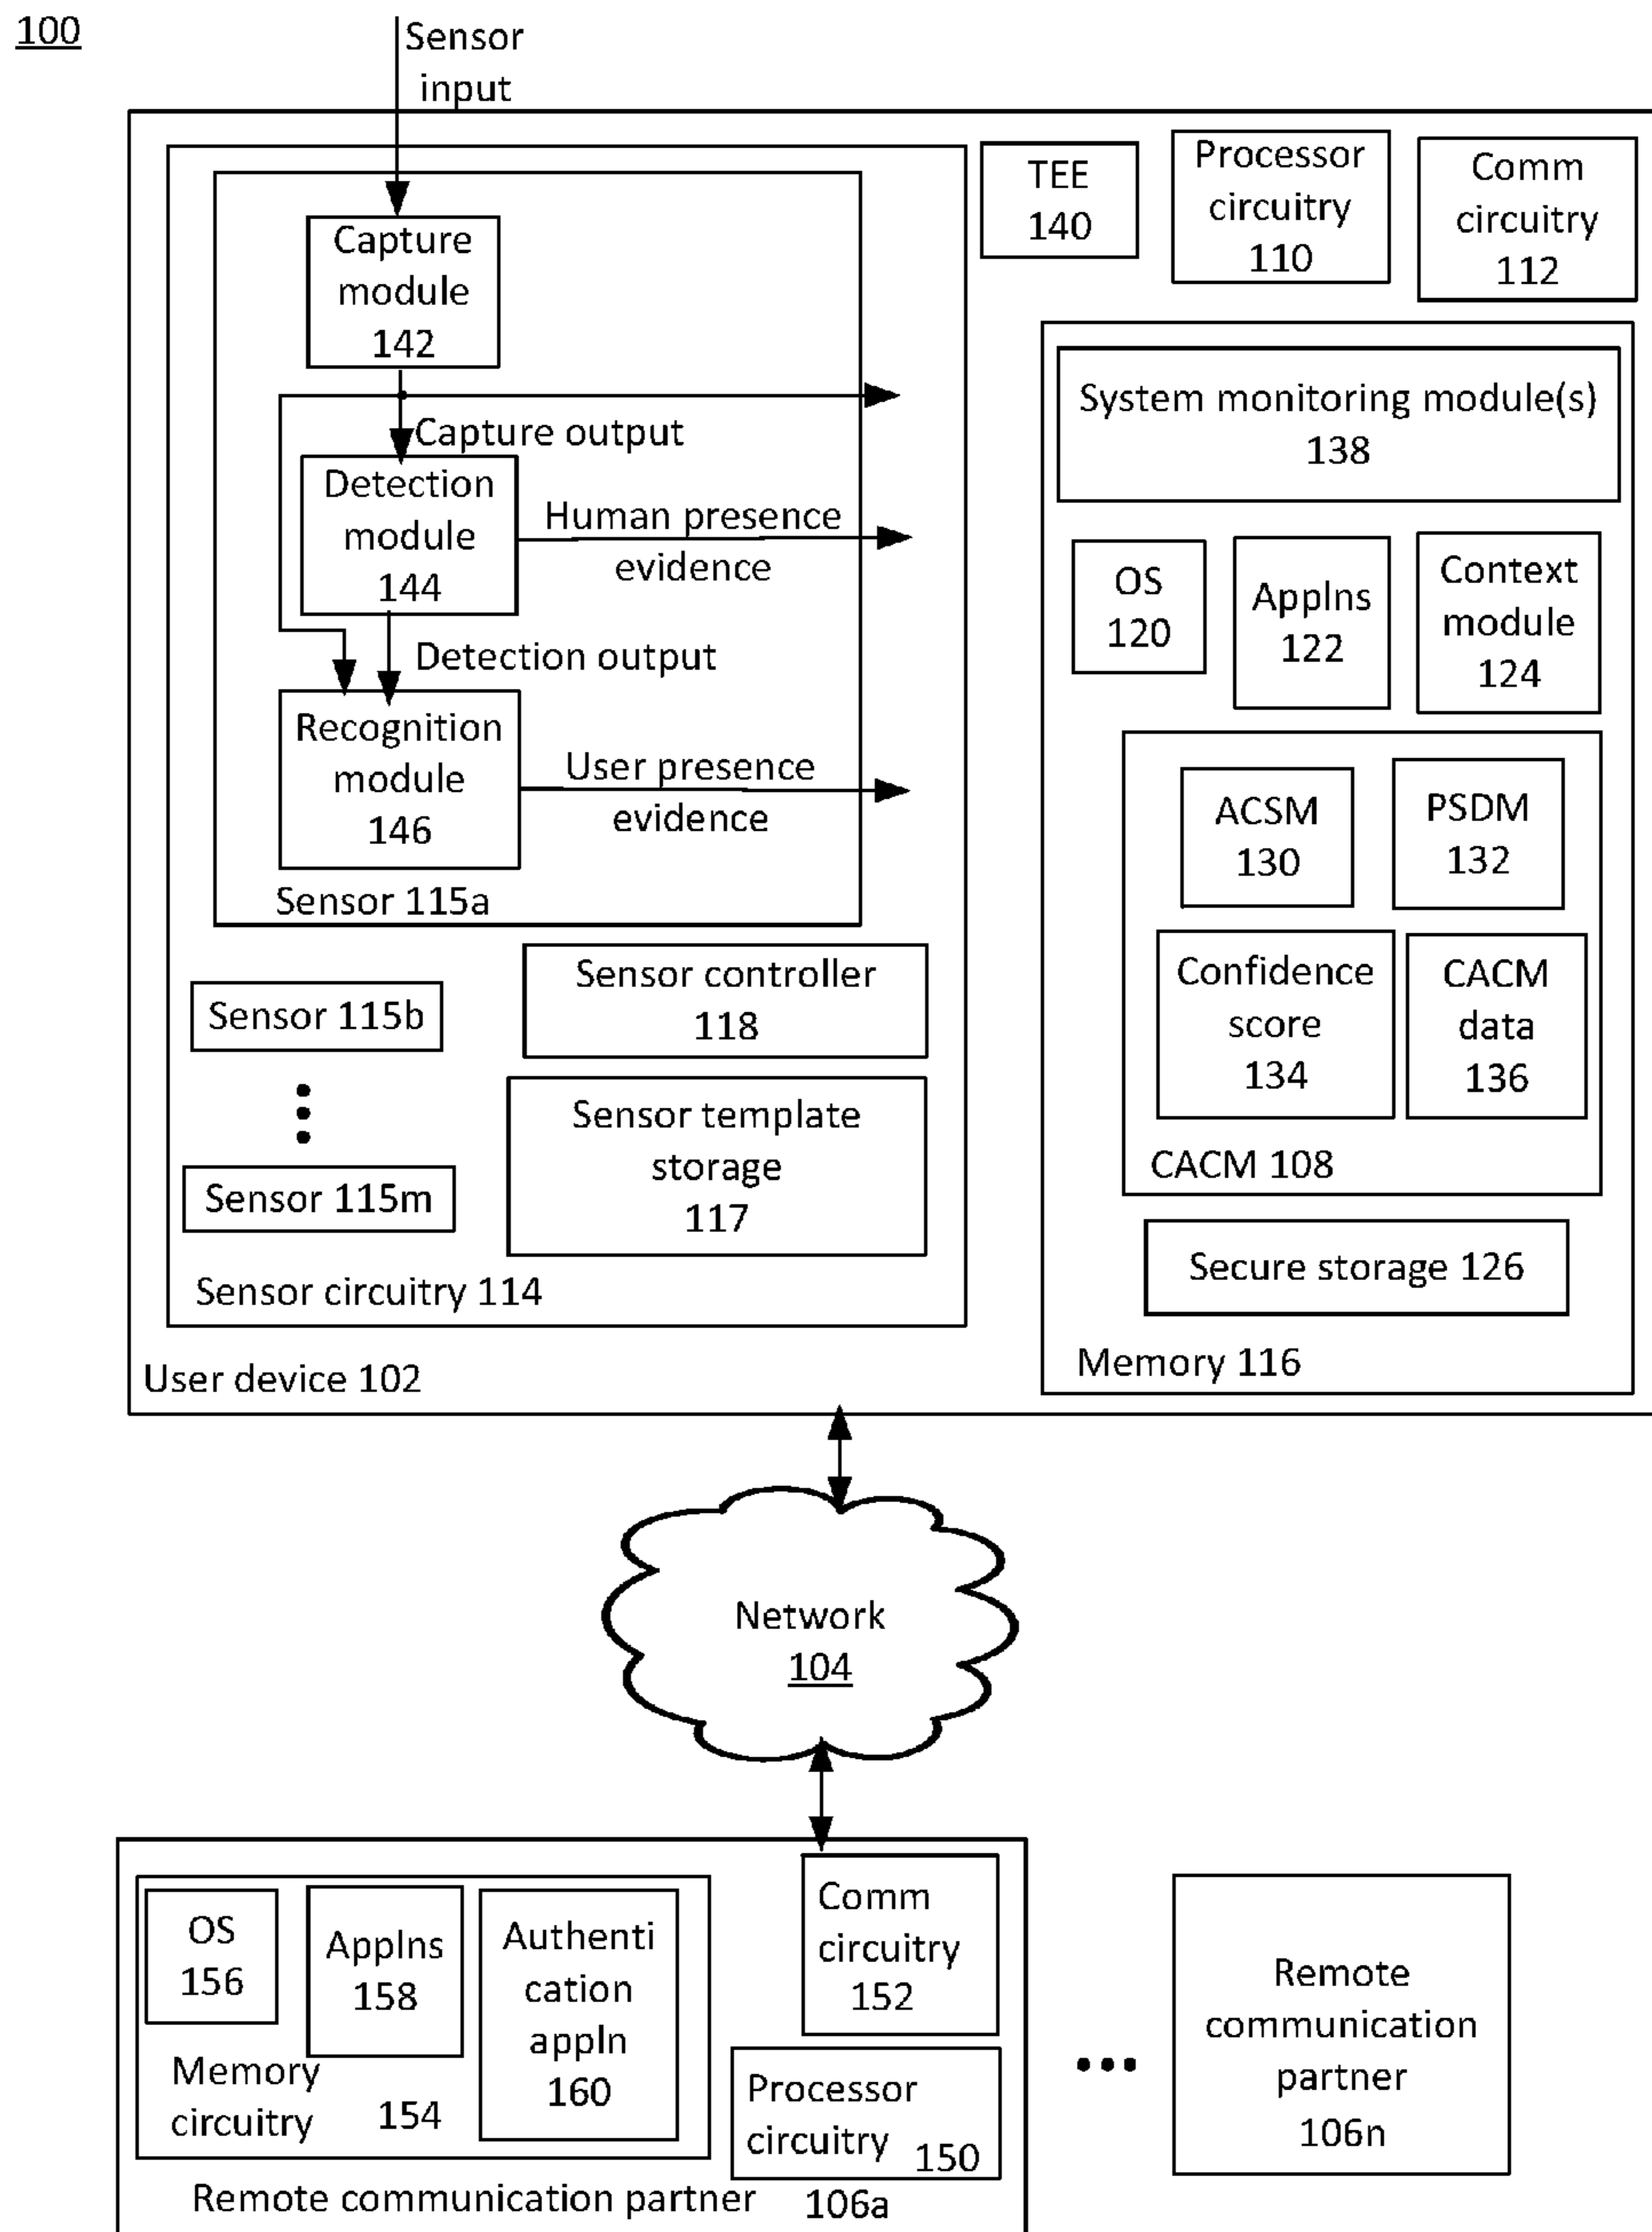 100
Sensor
input
Capture
module
142
Capture output
Detection
module
144
Human presence
evidence
Detection output
Recognition
module
146
User presence
evidence
Sensor 115a
Sensor 115b
Sensor 115m
Sensor controller
118
Sensor template
storage
117
Sensor circuitry 114
User device 102
TEE
140
Processor
circuitry
110
Comm
circuitry
112
System monitoring module(s)
138
OS
120
Applns
122
Context
module
124
ACSM
130
PSDM
132
Confidence
score
134
CACM
data
136
CACM 108
Secure storage 126
Memory 116
Network
104
OS
156
Applns
158
Authenti
cation
appln
160
Memory
circuitry 154
Comm
circuitry
152
Processor
circuitry 150
Remote communication partner 106a
Remote
communication
partner
106n